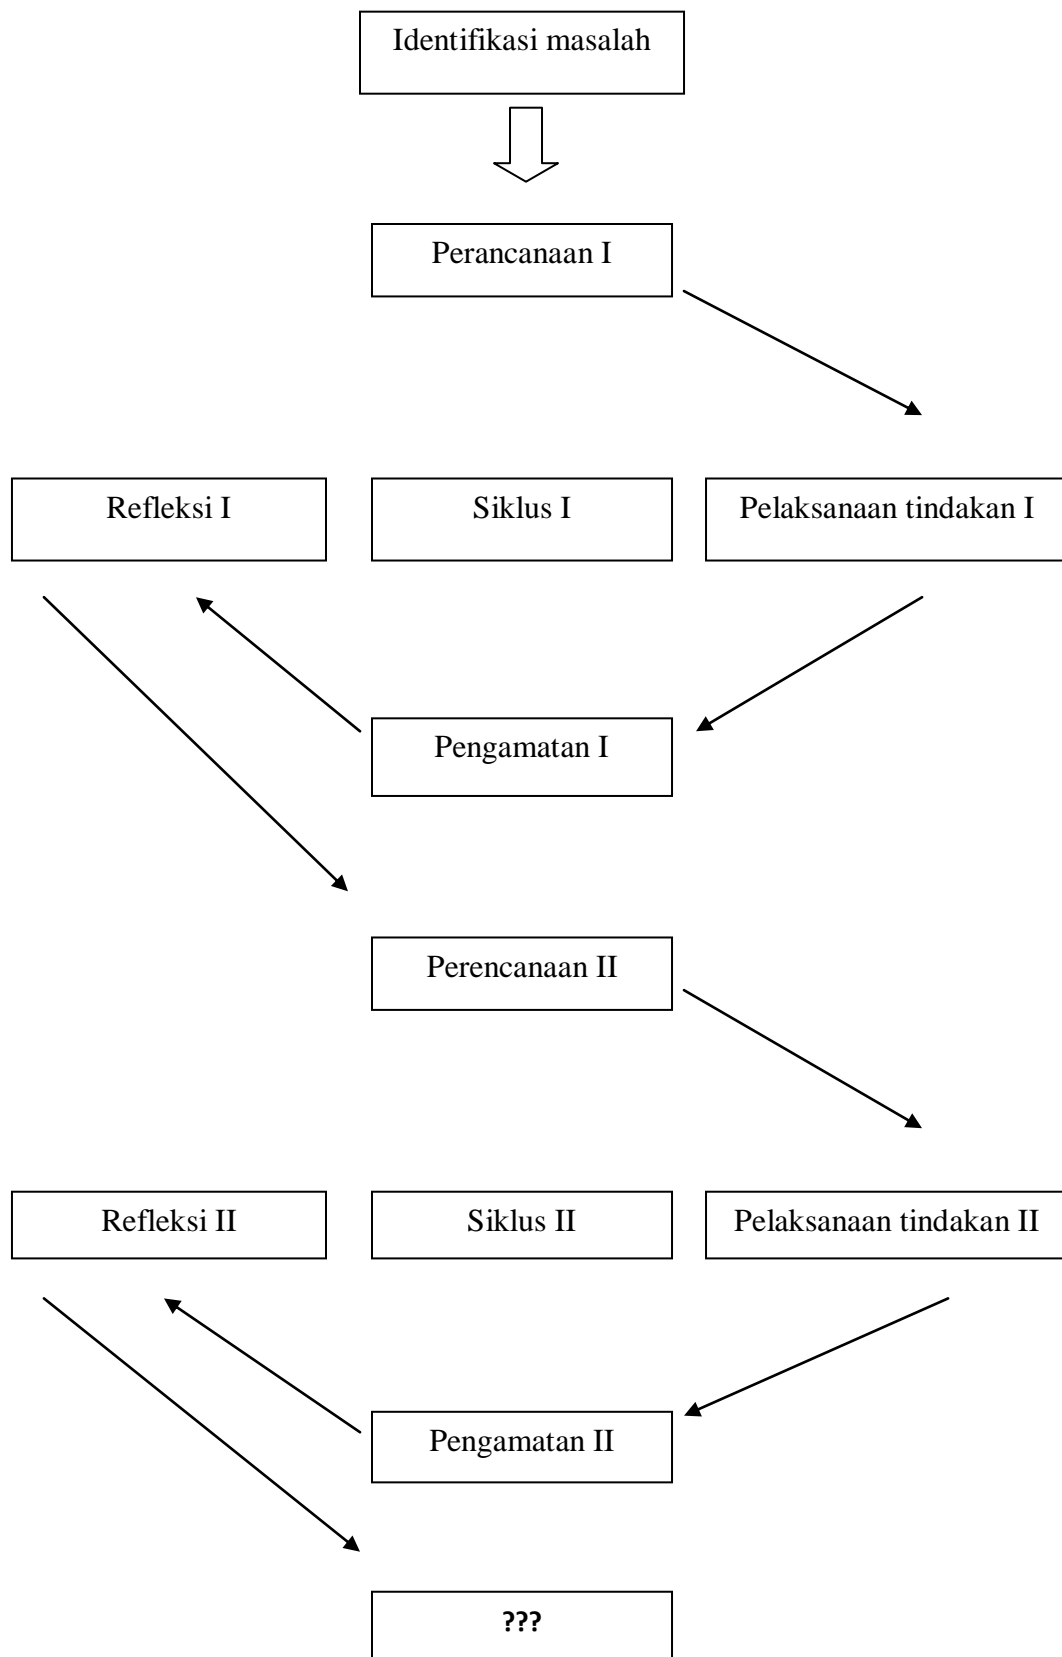 Identifikasi masalah
Perancanaan I
Refleksi I
Siklus I
Pelaksanaan tindakan I
Pengamatan I
Perencanaan II
Refleksi II
Siklus II
Pelaksanaan tindakan II
Pengamatan II
???